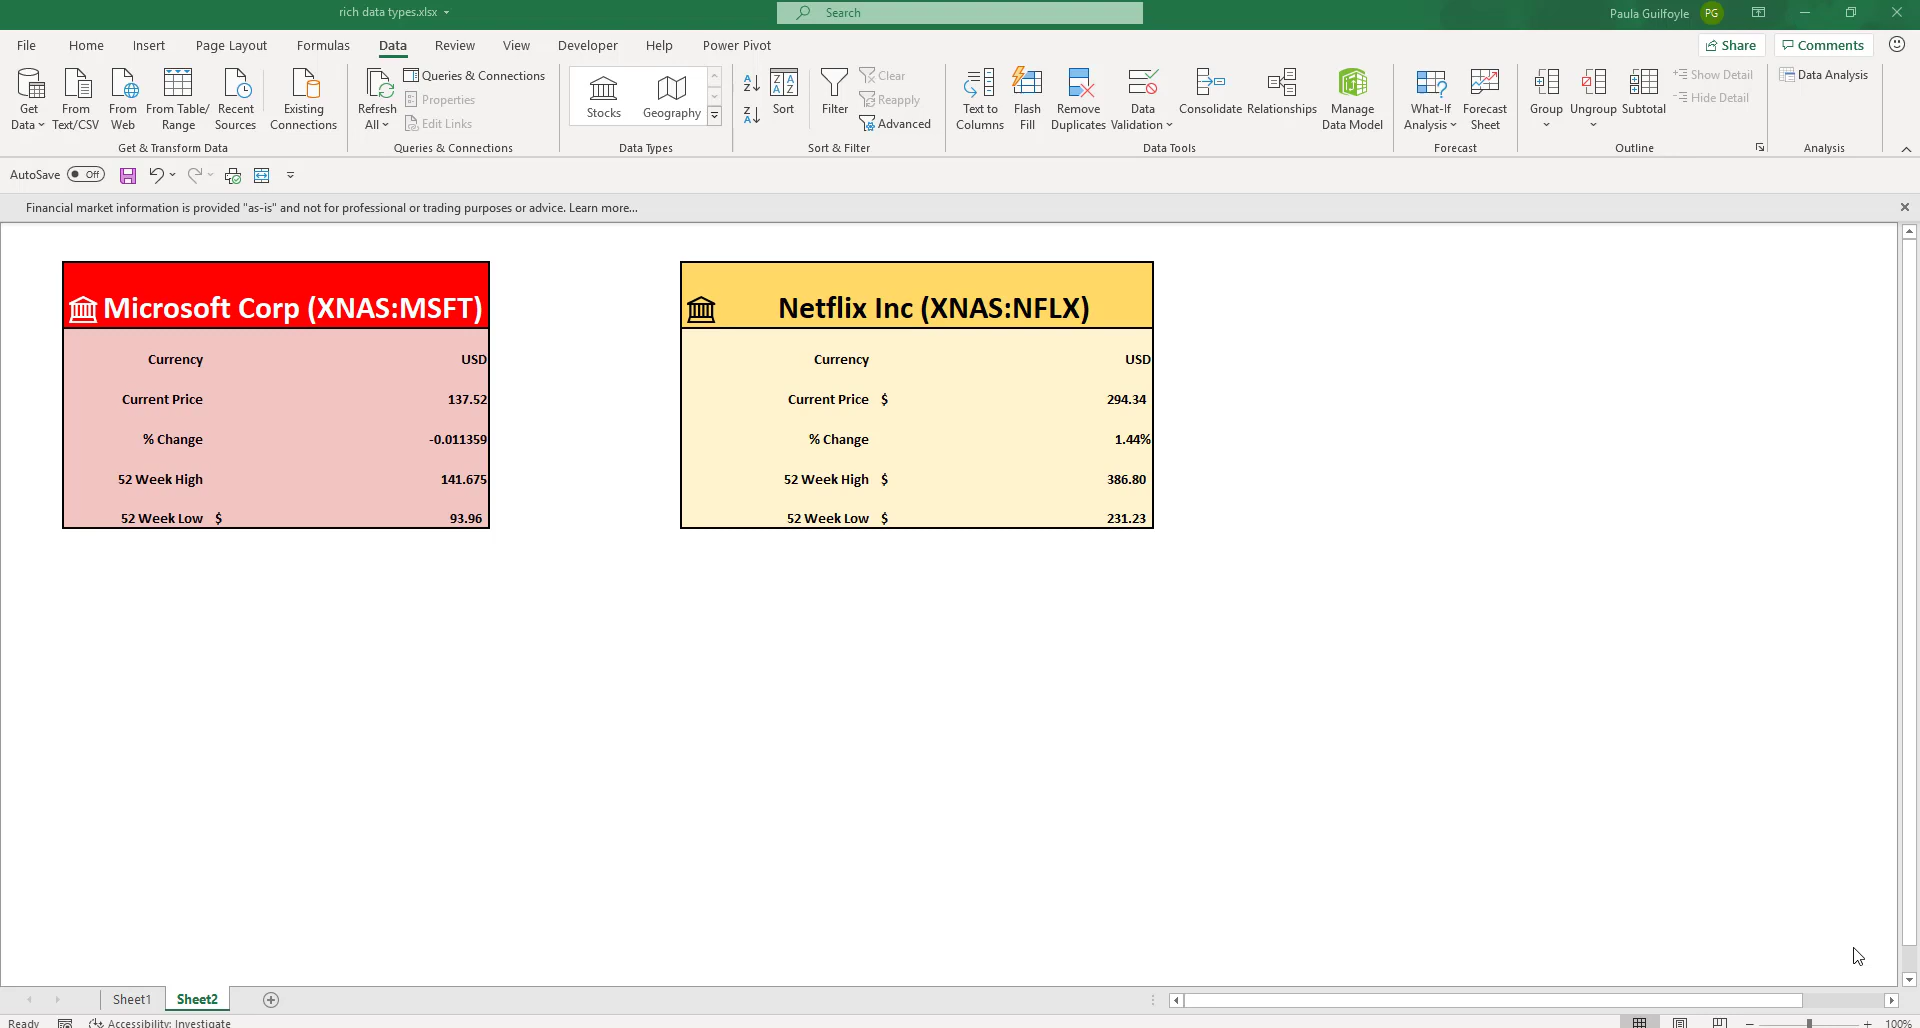 rich data types.xlsx
Search
Paula Guilfoyle PG
File Home Insert Page Layout Formulas Data Review View Developer Help Power Pivot
Share Comments
Get Data
From Text/CSV
From Web
From Table/ Range
Recent Sources
Existing Connections
Get & Transform Data
Refresh All
Queries & Connections
Properties
Edit Links
Queries & Connections
Stocks Geography
Data Types
A Z
Z A
Z A A Z
Sort
Filter
Clear
Reapply
Advanced
Sort & Filter
Text to Columns
Flash Fill
Remove Duplicates
Data Validation
Consolidate
Relationships
Manage Data Model
Data Tools
What-If Analysis
Forecast Sheet
Forecast
Group
Ungroup
Subtotal
Show Detail
Hide Detail
Outline
Data Analysis
Analysis
AutoSave Off
Financial market information is provided "as-is" and not for professional or trading purposes or advice. Learn more...
Microsoft Corp (XNAS:MSFT)
Currency USD
Current Price 137.52
% Change -0.011359
52 Week High 141.675
52 Week Low $ 93.96
Netflix Inc (XNAS:NFLX)
Currency USD
Current Price $ 294.34
% Change 1.44%
52 Week High $ 386.80
52 Week Low $ 231.23
Sheet1 Sheet2
Ready Accessibility: Investigate
100%